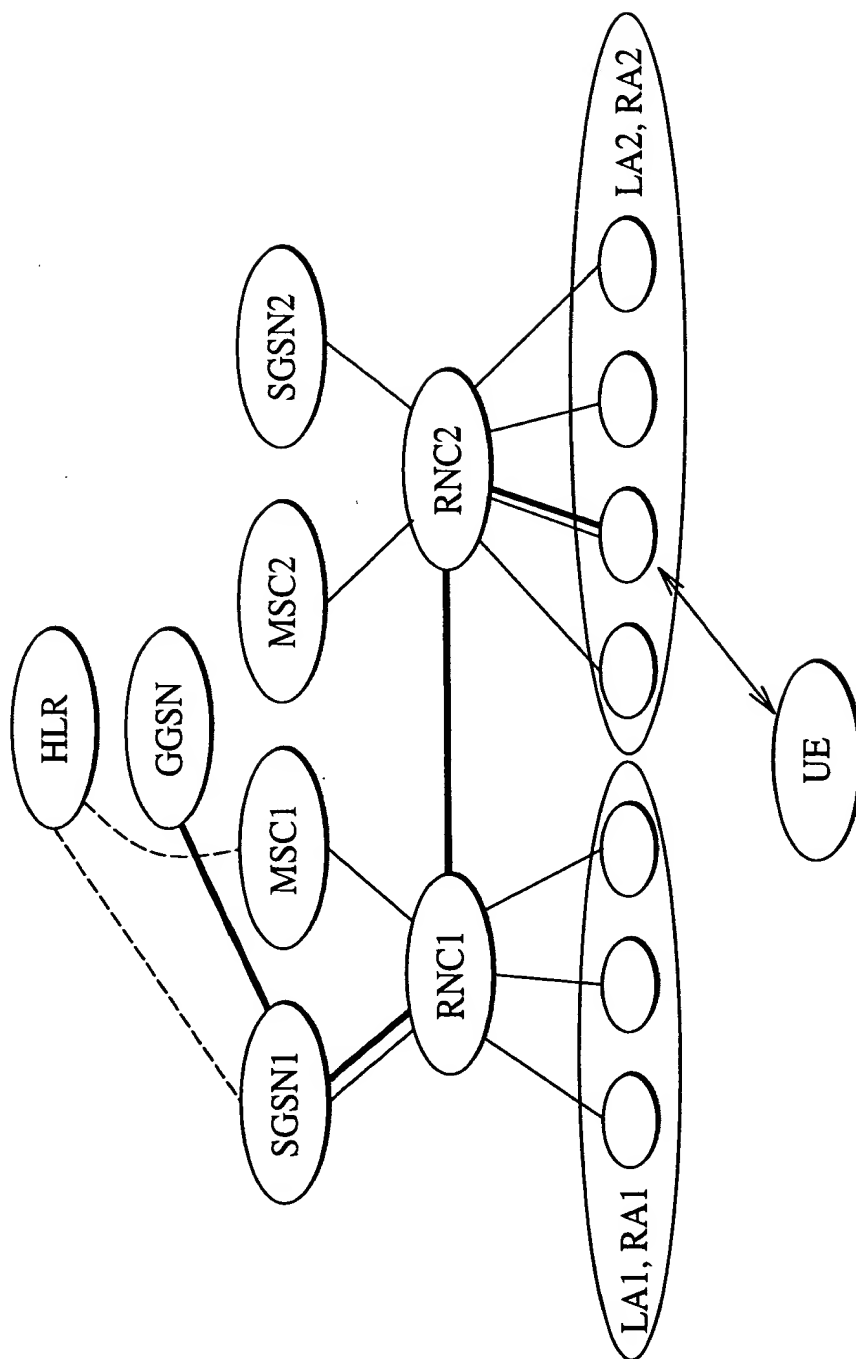 HLR
GGSN
SGSN1
MSC1
MSC2
SGSN2
RNC1
RNC2
LA1, RA1
LA2, RA2
UE